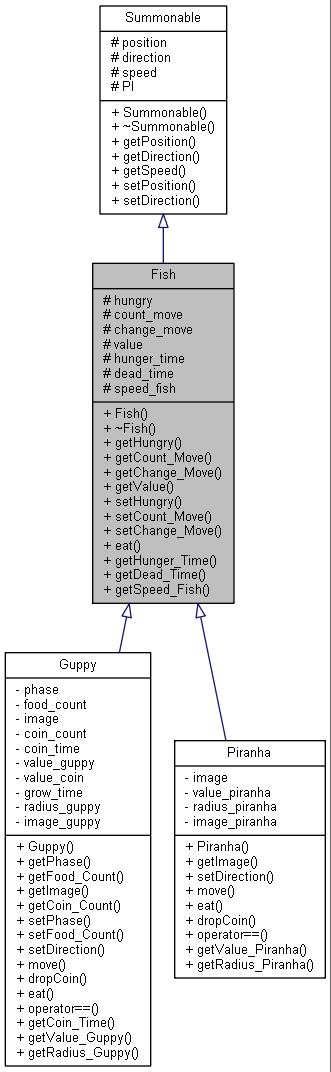 Summonable
# position
# direction
# speed
# PI
+ Summonable()
+ ~Summonable()
+ getPosition()
+ getDirection()
+ getSpeed()
+ setPosition()
+ setDirection()
Fish
# hungry
# count_move
# change_move
# value
# hunger_time
# dead_time
# speed_fish
+ Fish()
+ ~Fish()
+ getHungry()
+ getCount_Move()
+ getChange_Move()
+ getValue()
+ setHungry()
+ setCount_Move()
+ setChange_Move()
+ eat()
+ getHunger_Time()
+ getDead_Time()
+ getSpeed_Fish()
Guppy
- phase
- food_count
- image
- coin_count
- coin_time
- value_guppy
- value_coin
- grow_time
- radius_guppy
- image_guppy
+ Guppy()
+ getPhase()
+ getFood_Count()
+ getImage()
+ getCoin_Count()
+ setPhase()
+ setFood_Count()
+ setDirection()
+ move()
+ dropCoin()
+ eat()
+ operator==()
+ getCoin_Time()
+ getValue_Guppy()
+ getRadius_Guppy()
Piranha
- image
- value_piranha
- radius_piranha
- image_piranha
+ Piranha()
+ getImage()
+ setDirection()
+ move()
+ eat()
+ dropCoin()
+ operator==()
+ getValue_Piranha()
+ getRadius_Piranha()